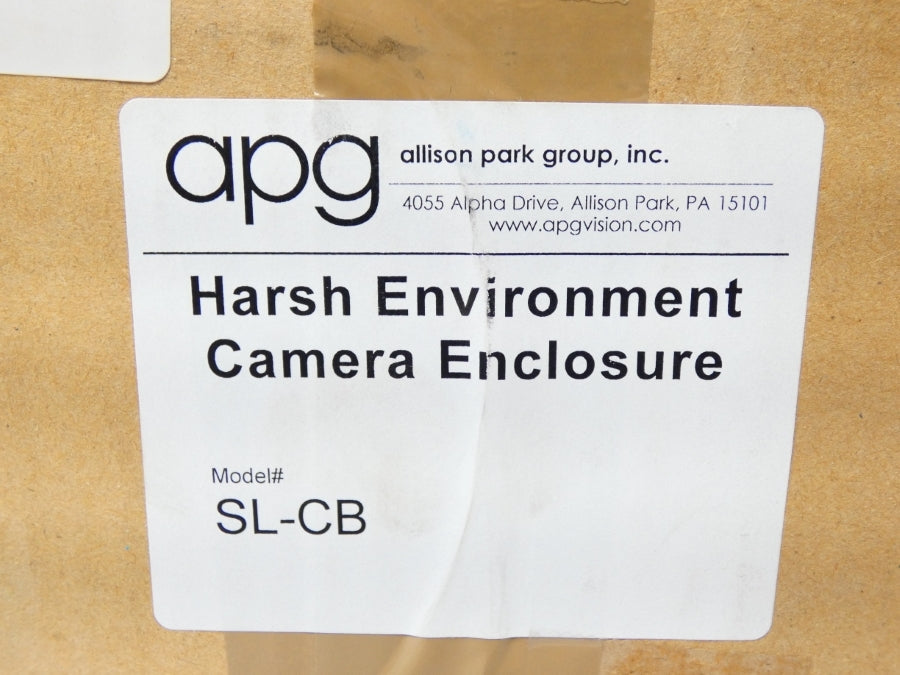 apg
allison park group, inc.
4055 Alpha Drive, Allison Park, PA 15101
www.apgvision.com
Harsh Environment
Camera Enclosure
Model#
SL-CB